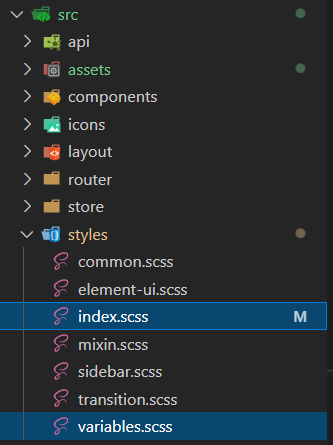 src
api
assets
components
icons
layout
router
store
styles
common.scss
element-ui.scss
index.scss M
mixin.scss
sidebar.scss
transition.scss
variables.scss